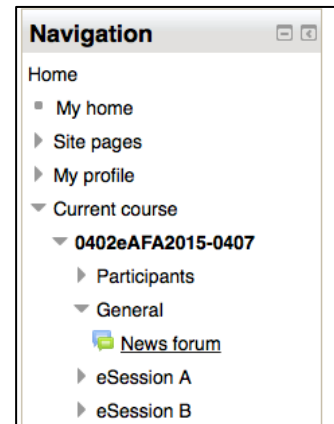 Navigation
Home
My home
Site pages
My profile
Current course
0402eAFA2015-0407
Participants
General
News forum
eSession A
eSession B